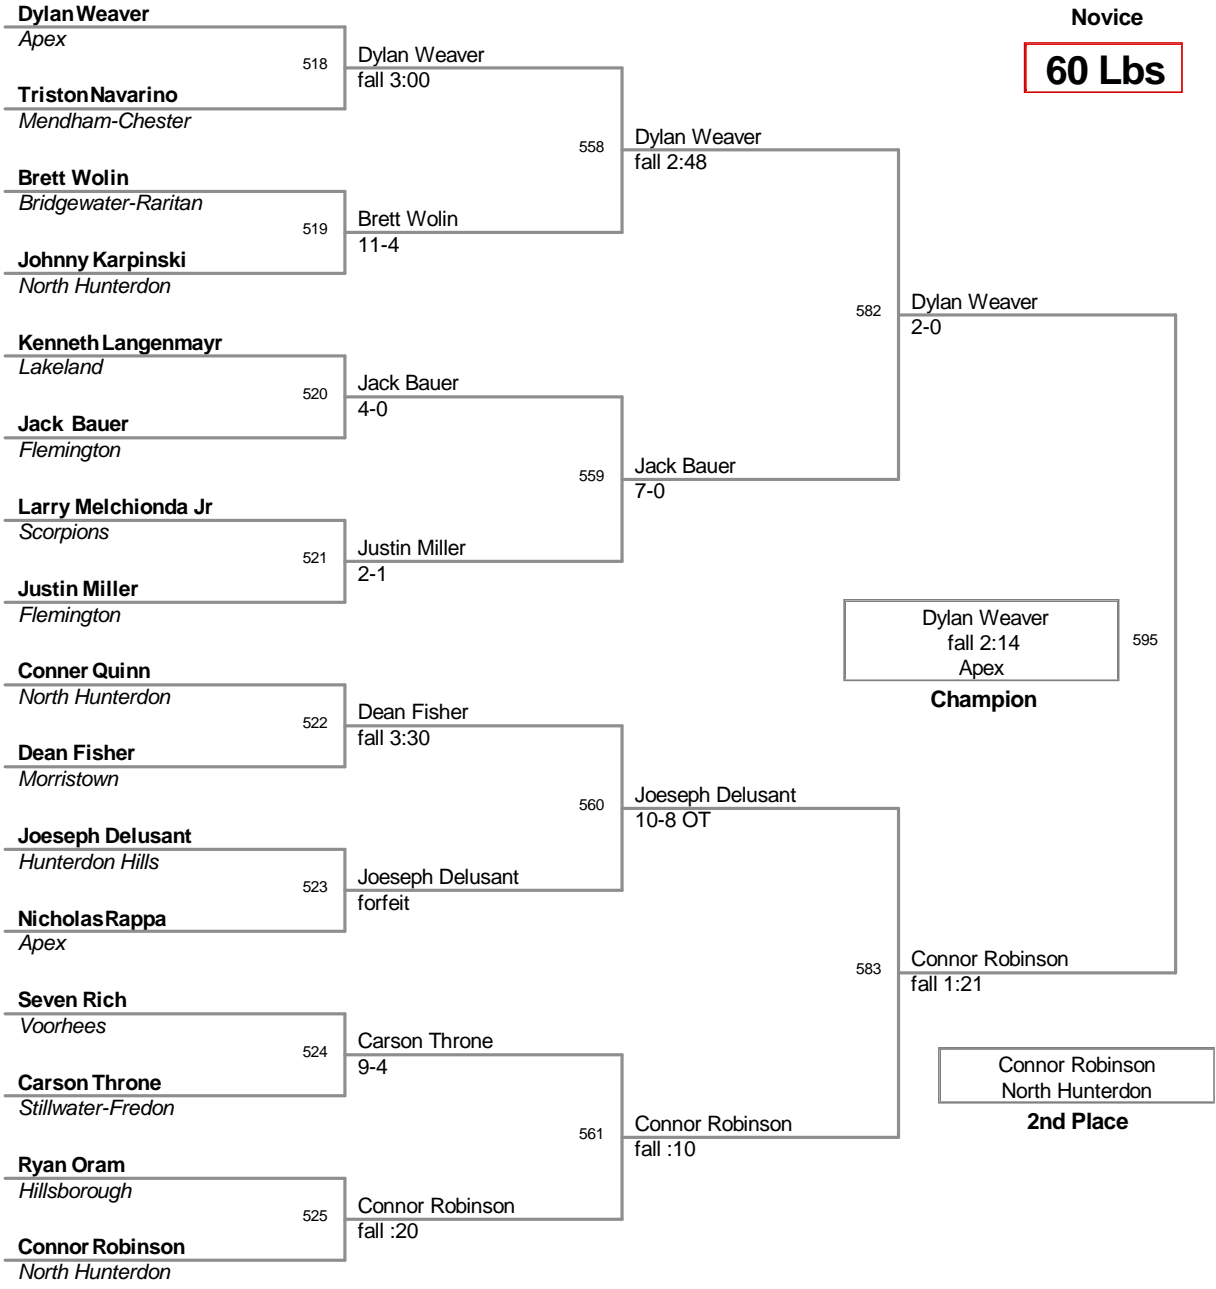 Dylan Weaver
Apex
Novice
60 Lbs
518
Dylan Weaver
fall 3:00
Triston Navarino
Mendham-Chester
558
Dylan Weaver
fall 2:48
Brett Wolin
Bridgewater-Raritan
519
Brett Wolin
11-4
Johnny Karpinski
North Hunterdon
582
Dylan Weaver
2-0
Kenneth Langenmayr
Lakeland
520
Jack Bauer
4-0
Jack Bauer
Flemington
559
Jack Bauer
7-0
Larry Melchionda Jr
Scorpions
521
Justin Miller
2-1
Justin Miller
Flemington
Dylan Weaver
fall 2:14
Apex
595
Champion
Conner Quinn
North Hunterdon
522
Dean Fisher
fall 3:30
Dean Fisher
Morristown
560
Joeseph Delusant
10-8 OT
Joeseph Delusant
Hunterdon Hills
523
Joeseph Delusant
forfeit
Nicholas Rappa
Apex
583
Connor Robinson
fall 1:21
Seven Rich
Voorhees
524
Carson Throne
9-4
Carson Throne
Stillwater-Fredon
Connor Robinson
North Hunterdon
2nd Place
561
Connor Robinson
fall :10
Ryan Oram
Hillsborough
525
Connor Robinson
fall :20
Connor Robinson
North Hunterdon